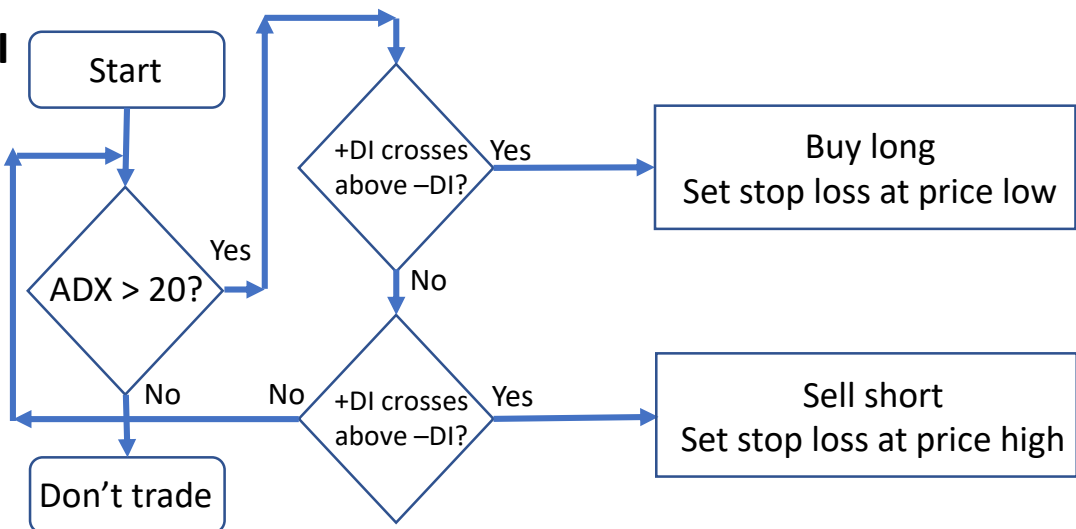 Start
ADX > 20?
Yes
No
Don’t trade
+DI crosses
above –DI?
Yes
No
Buy long
Set stop loss at price low
+DI crosses
above –DI?
No
Yes
Sell short
Set stop loss at price high